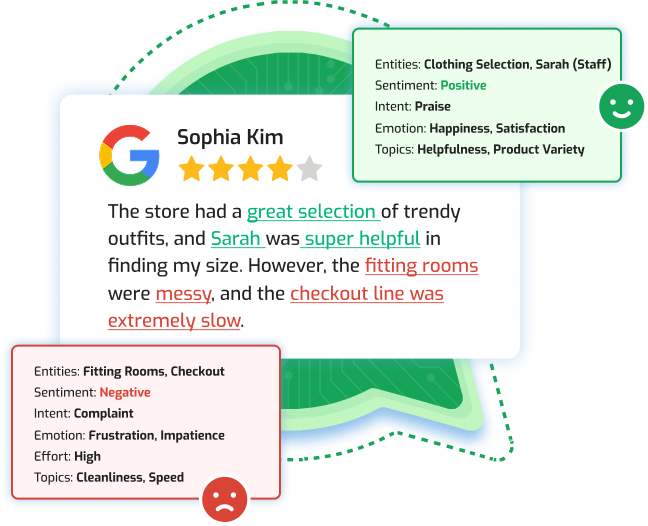 Entities: Clothing Selection, Sarah (Staff)
Sentiment: Positive
Intent: Praise
Emotion: Happiness, Satisfaction
Topics: Helpfulness, Product Variety
Sophia Kim
The store had a great selection of trendy
outfits, and Sarah was super helpful in
finding my size. However, the fitting rooms
were messy, and the checkout line was
extremely slow.
Entities: Fitting Rooms, Checkout
Sentiment: Negative
Intent: Complaint
Emotion: Frustration, Impatience
Effort: High
Topics: Cleanliness, Speed